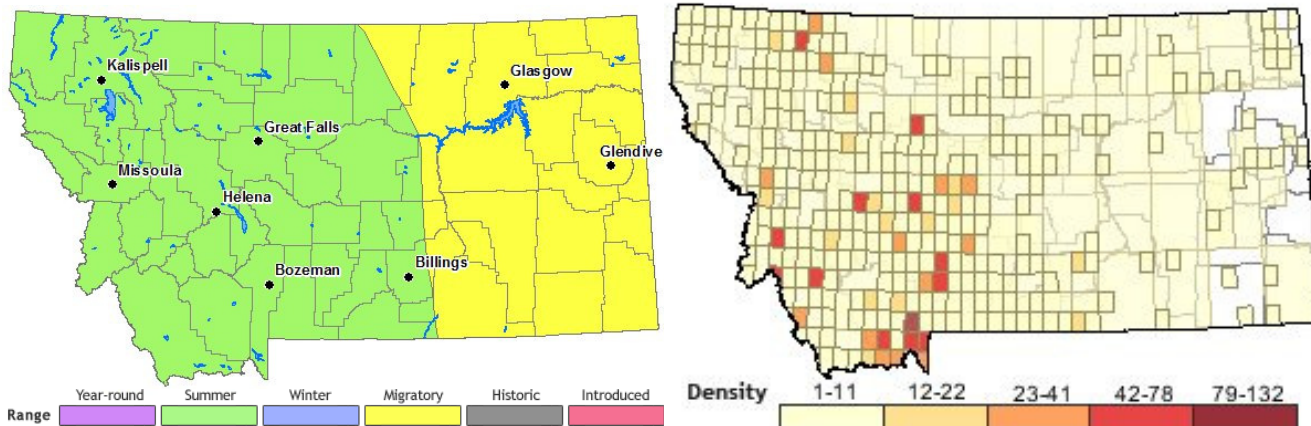 Kalispell
Glasgow
Great Falls
Glendive
Missoula
Helena
Bozeman
Billings
Year-round Summer Winter Migratory Historic Introduced
Range
Density 1-11 12-22 23-41 42-78 79-132